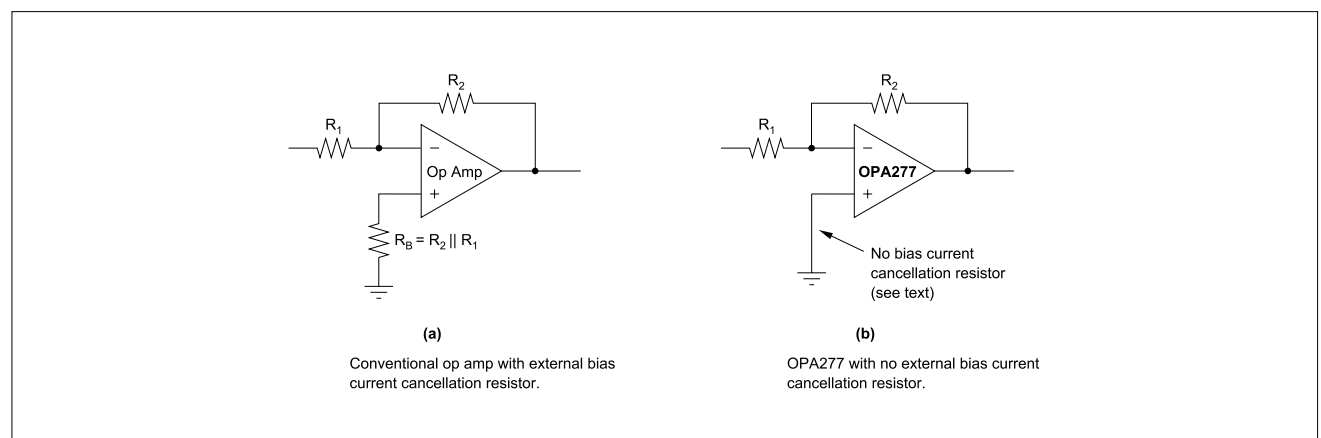 R2
R1
−
Op Amp
+
RB = R2 || R1
(a)
Conventional op amp with external bias
current cancellation resistor.
R2
R1
−
OPA277
+
No bias current
cancellation resistor
(see text)
(b)
OPA277 with no external bias current
cancellation resistor.